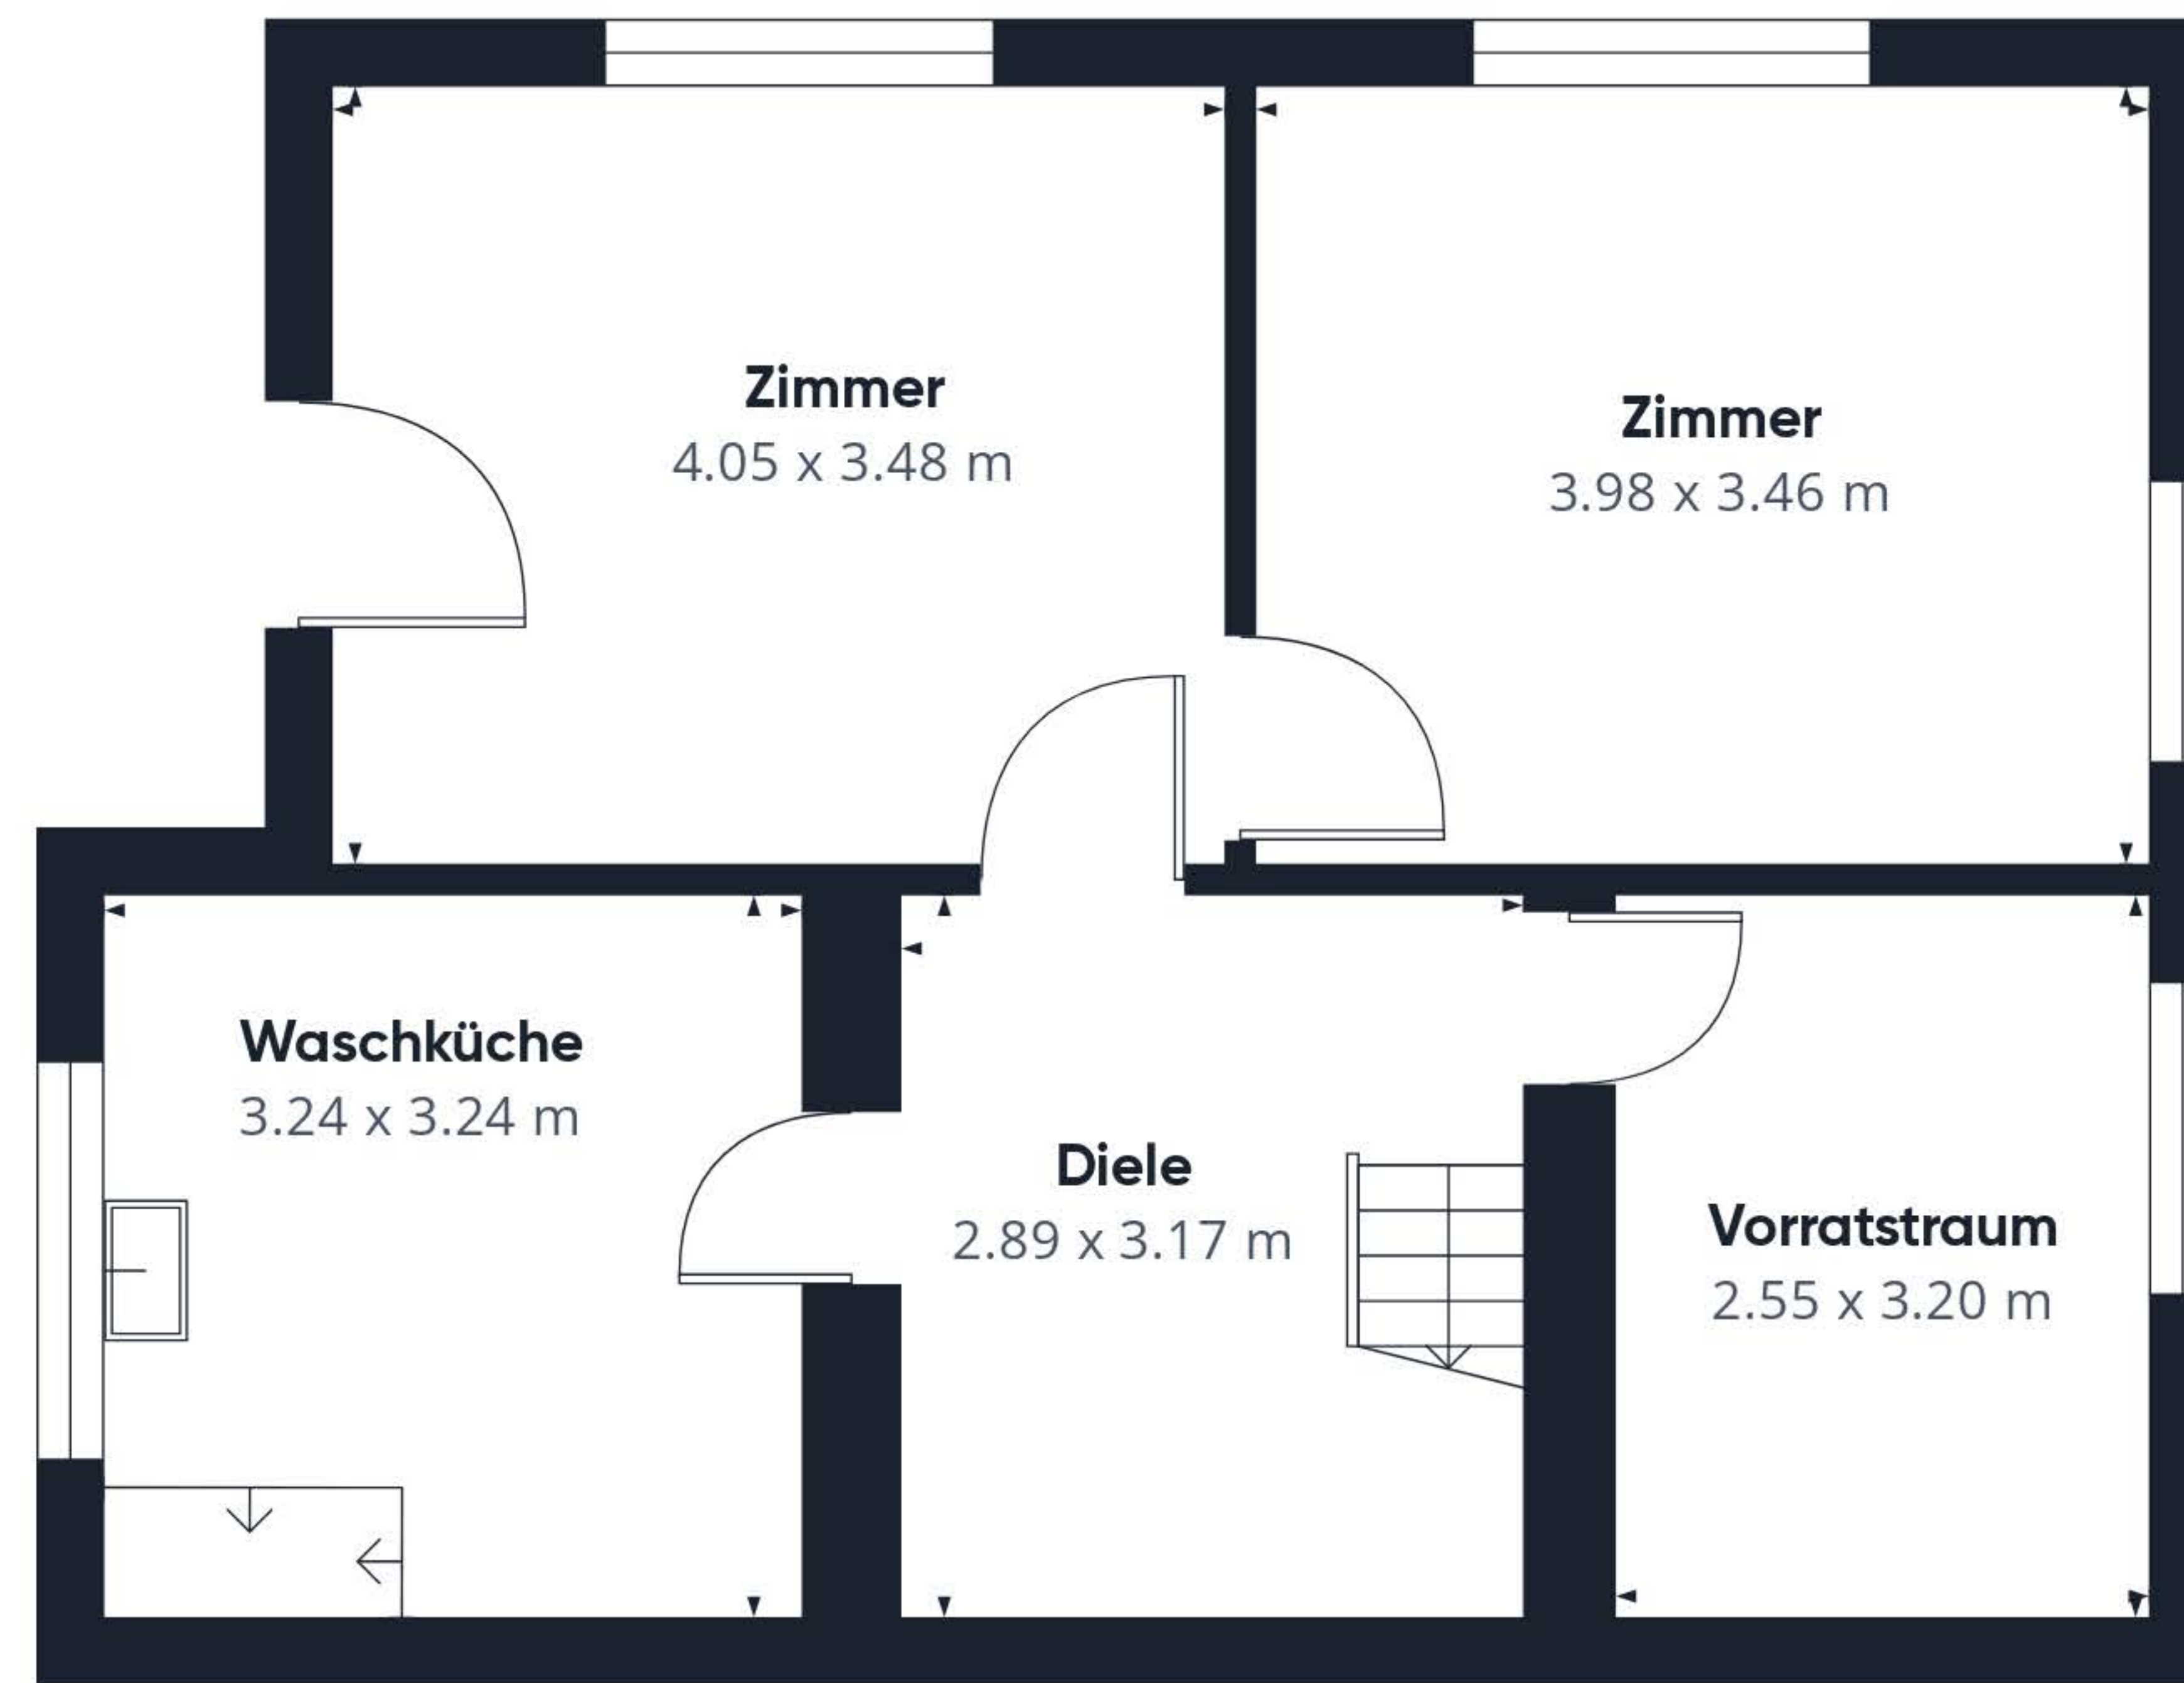 Zimmer
4.05 x 3.48 m
Zimmer
3.98 x 3.46 m
Waschküche
3.24 x 3.24 m
Diele
2.89 x 3.17 m
Vorratstraum
2.55 x 3.20 m